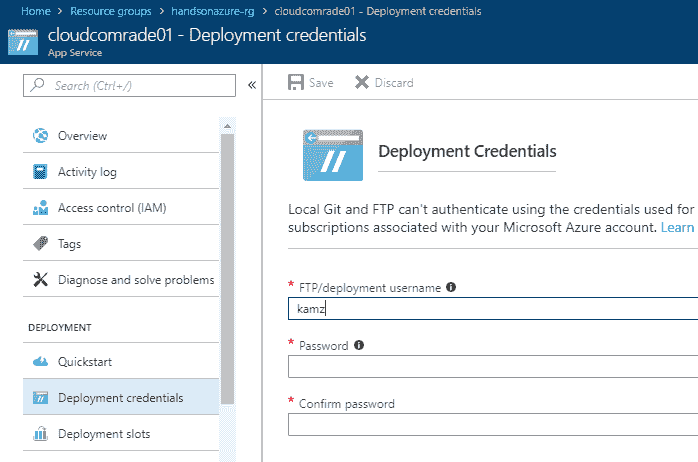 Home > Resource groups > handsonazure-rg > cloudcomrade01 - Deployment credentials
cloudcomrade01 - Deployment credentials
App Service
Search (Ctrl+/)
Overview
Activity log
Access control (IAM)
Tags
Diagnose and solve problems
DEPLOYMENT
Quickstart
Deployment credentials
Deployment slots
Save Discard
Deployment Credentials
Local Git and FTP can't authenticate using the credentials used for
subscriptions associated with your Microsoft Azure account. Learn
* FTP/deployment username
kamz
* Password
* Confirm password